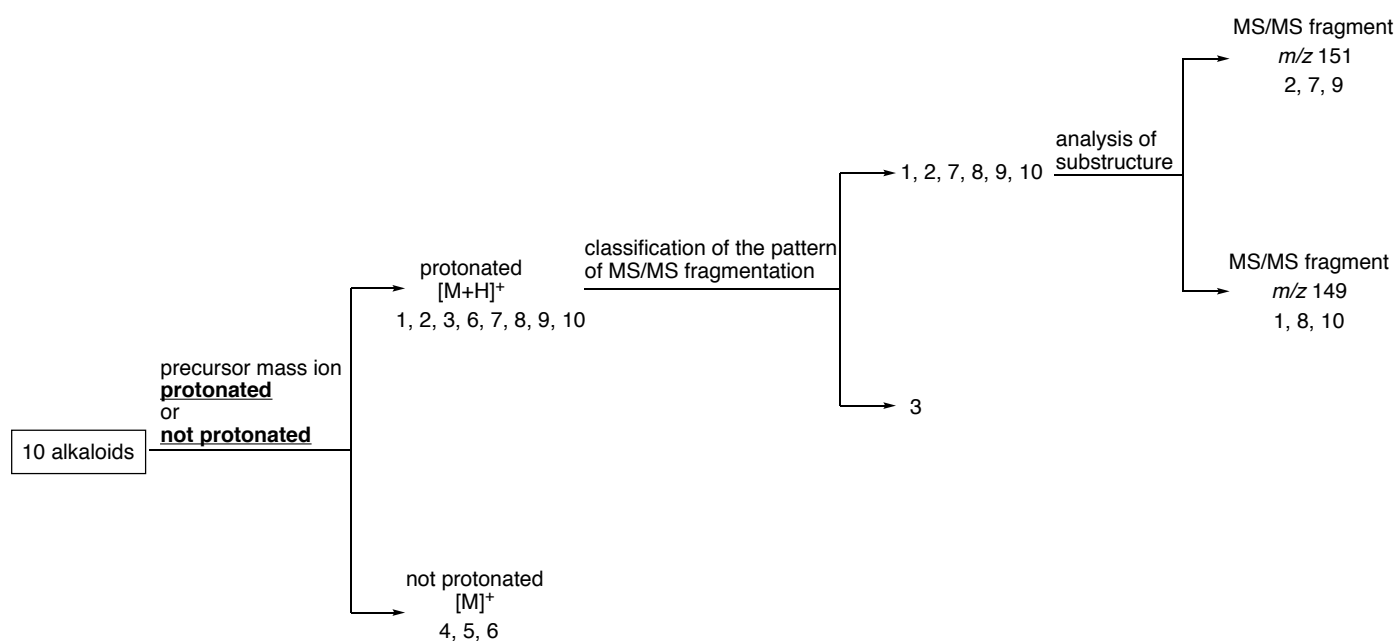 10 alkaloids
precursor mass ion
protonated
or
not protonated
protonated
[M+H]+
1, 2, 3, 6, 7, 8, 9, 10
not protonated
[M]+
4, 5, 6
classification of the pattern
of MS/MS fragmentation
1, 2, 7, 8, 9, 10
3
analysis of
substructure
MS/MS fragment
m/z 151
2, 7, 9
MS/MS fragment
m/z 149
1, 8, 10